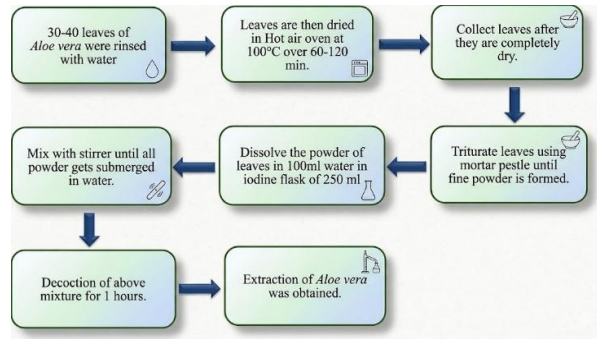 30-40 leaves of
Aloe vera were rinsed
with water
Leaves are then dried
in Hot air oven at
100°C over 60-120
min.
Collect leaves after
they are completely
dry.
Triturate leaves using
mortar pestle until
fine powder is formed.
Dissolve the powder of
leaves in 100ml water in
iodine flask of 250 ml
Mix with stirrer until all
powder gets submerged
in water.
Decoction of above
mixture for 1 hours.
Extraction of Aloe vera
was obtained.